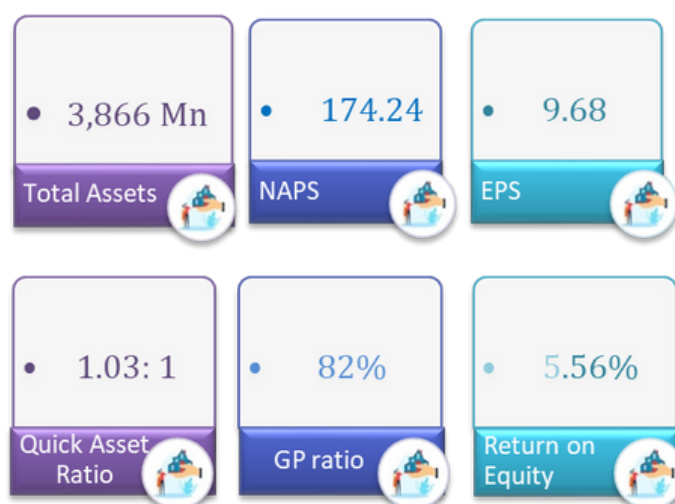 • 3,866 Mn
Total Assets
• 174.24
NAPS
• 9.68
EPS
• 1.03: 1
Quick Asset
Ratio
• 82%
GP ratio
• 5.56%
Return on
Equity